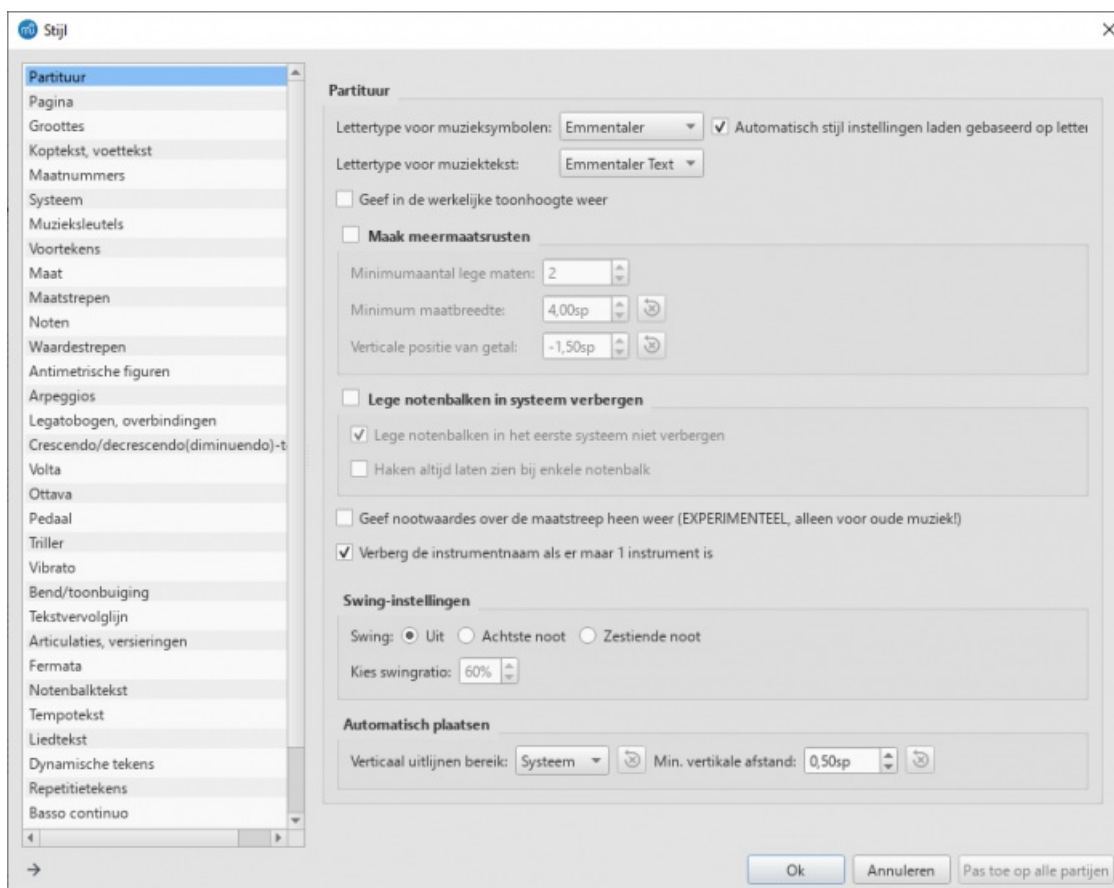 Stijl
Partituur
Pagina
Groottes
Koptekst, voettekst
Maatnummers
Systeem
Muzieksleutels
Voortekens
Maat
Maatstrepen
Noten
Waardestrepen
Antimetrische figuren
Arpeggios
Legatobogen, overbindingen
Crescendo/decrescendo(diminuendo)-t
Volta
Ottava
Pedaal
Triller
Vibrato
Bend/toonbuiging
Tekstvervolglijn
Articulaties, versieringen
Fermata
Notenbalktekst
Tempotekst
Liedtekst
Dynamische tekens
Repetitietekens
Basso continuo
Partituur
Lettertype voor muzieksymbolen: Emmentaler Automatisch stijl instellingen laden gebaseerd op letter
Lettertype voor muziektekst: Emmentaler Text
Geef in de werkelijke toonhoogte weer
Maak meermaatsrusten
Minimumaantal lege maten: 2
Minimum maatbreedte: 4,00sp
Verticale positie van getal: -1,50sp
Lege notenbalken in systeem verbergen
Lege notenbalken in het eerste systeem niet verbergen
Haken altijd laten zien bij enkele notenbalk
Geef nootwaardes over de maatstreep heen weer (EXPERIMENTEEL, alleen voor oude muziek!)
Verberg de instrumentnaam als er maar 1 instrument is
Swing-instellingen
Swing: Uit Achtste noot Zestiende noot
Kies swingratio: 60%
Automatisch plaatsen
Verticaal uitlijnen bereik: Systeem Min. vertikale afstand: 0,50sp
Ok Annuleren Pas toe op alle partijen